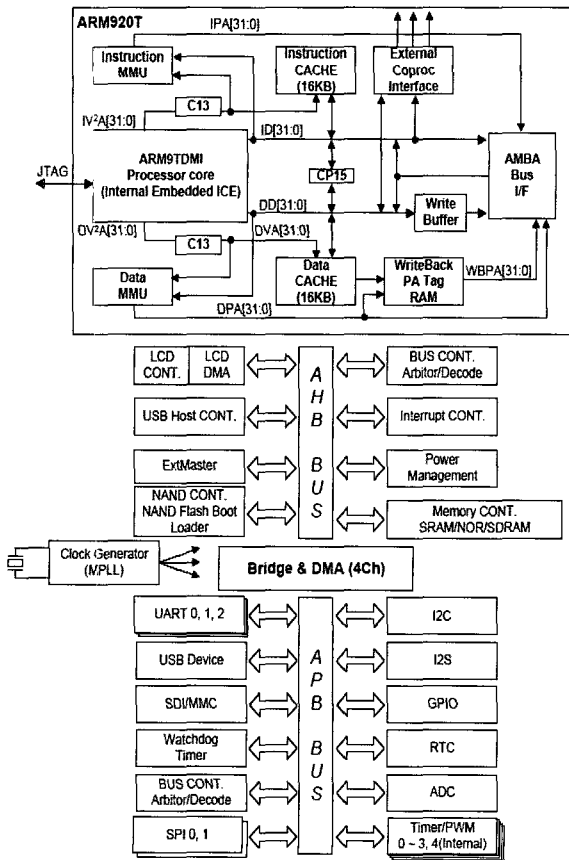 ARM920T
IPA[31:0]
Instruction
MMU
Instruction
CACHE
(16KB)
External
Coproc
Interface
C13
IV²A[31:0]
ID[31:0]
JTAG
ARM9TDMI
Processor core
(Internal Embedded ICE)
CP15
AMBA
Bus
I/F
DD[31:0]
Write
Buffer
DV²A[31:0]
C13
DVA[31:0]
Data
MMU
Data
CACHE
(16KB)
WriteBack
PA Tag
RAM
WBPA[31:0]
DPA[31:0]
LCD
CONT.
LCD
DMA
BUS CONT.
Arbitor/Decode
USB Host CONT.
Interrupt CONT.
ExtMaster
Power
Management
NAND CONT.
NAND Flash Boot
Loader
Memory CONT.
SRAM/NOR/SDRAM
AHB BUS
Clock Generator
(MPLL)
Bridge & DMA (4Ch)
UART 0, 1, 2
I2C
USB Device
I2S
SDI/MMC
GPIO
Watchdog
Timer
RTC
BUS CONT.
Arbitor/Decode
ADC
SPI 0, 1
Timer/PWM
0 ~ 3, 4(Internal)
APB BUS